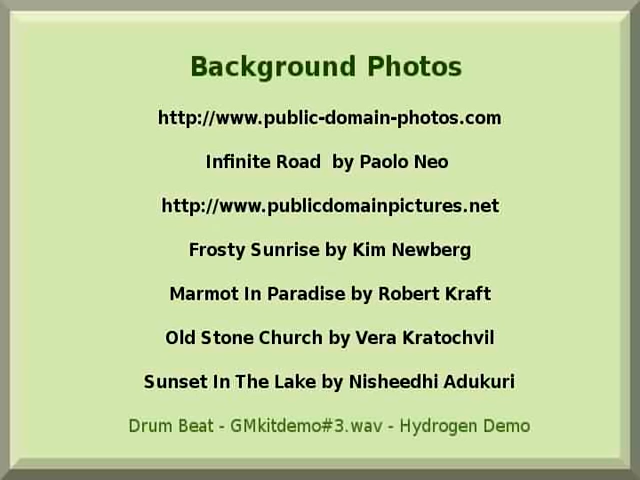 Background Photos
http://www.public-domain-photos.com
Infinite Road  by Paolo Neo
http://www.publicdomainpictures.net
Frosty Sunrise by Kim Newberg
Marmot In Paradise by Robert Kraft
Old Stone Church by Vera Kratochvil
Sunset In The Lake by Nisheedhi Adukuri
Drum Beat - GMkitdemo#3.wav - Hydrogen Demo